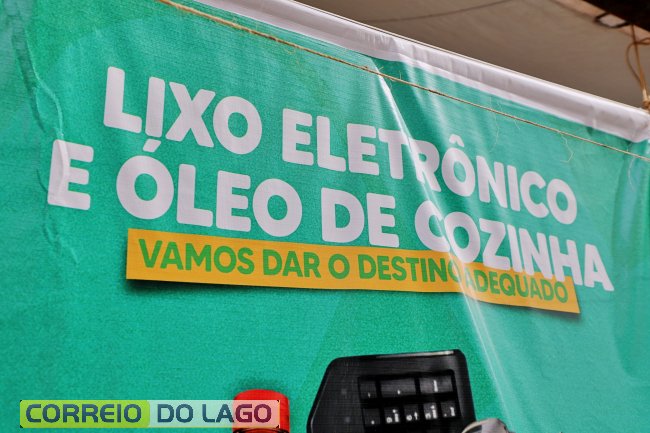 LIXO ELETRÔNICO
E ÓLEO DE COZINHA
VAMOS DAR O DESTINO ADEQUADO
CORREIO DO LAGO